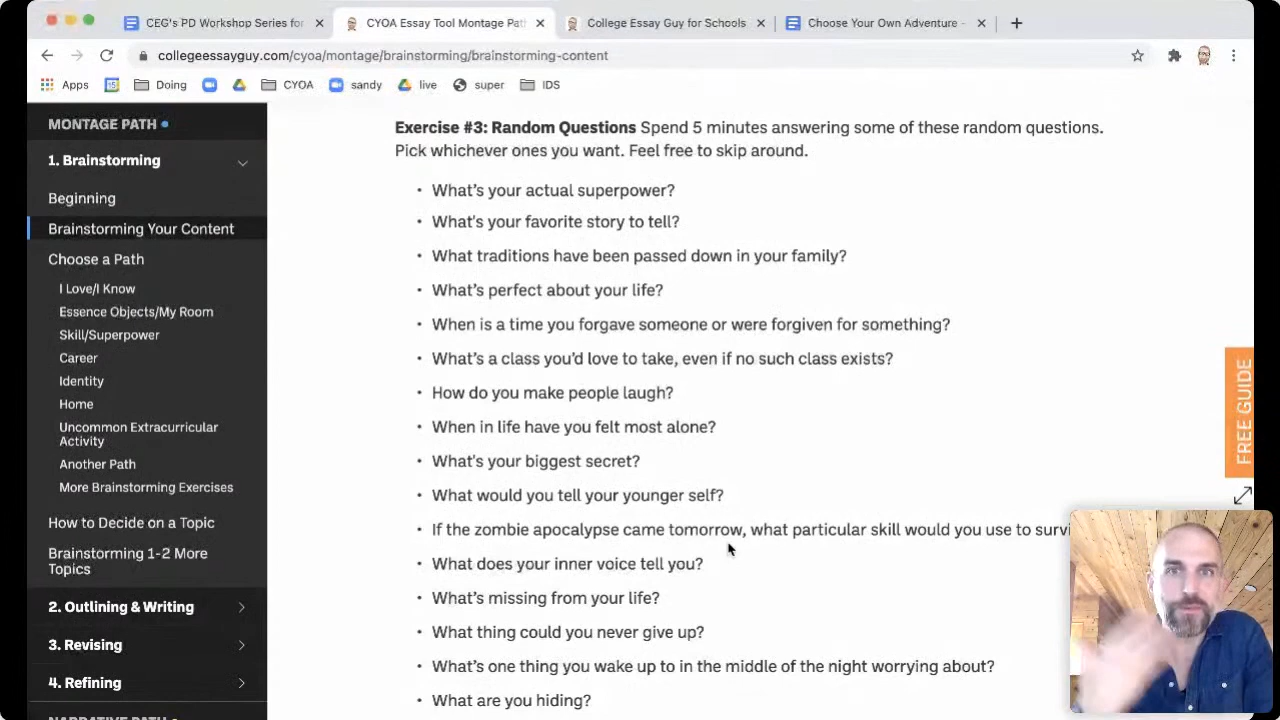 CEG's PD Workshop Series for
CYOA Essay Tool Montage Pat
College Essay Guy for Schools
Choose Your Own Adventure -
collegeessayguy.com/cyoa/montage/brainstorming/brainstorming-content
Apps
Doing
CYOA
sandy
live
super
IDS
MONTAGE PATH
1. Brainstorming
Beginning
Brainstorming Your Content
Choose a Path
I Love/I Know
Essence Objects/My Room
Skill/Superpower
Career
Identity
Home
Uncommon Extracurricular
Activity
Another Path
More Brainstorming Exercises
How to Decide on a Topic
Brainstorming 1-2 More
Topics
2. Outlining & Writing
3. Revising
4. Refining
NARRATIVE PATH
Exercise #3: Random Questions Spend 5 minutes answering some of these random questions.
Pick whichever ones you want. Feel free to skip around.
• What's your actual superpower?
• What's your favorite story to tell?
• What traditions have been passed down in your family?
• What's perfect about your life?
• When is a time you forgave someone or were forgiven for something?
• What's a class you'd love to take, even if no such class exists?
• How do you make people laugh?
• When in life have you felt most alone?
• What's your biggest secret?
• What would you tell your younger self?
• If the zombie apocalypse came tomorrow, what particular skill would you use to survi
• What does your inner voice tell you?
• What's missing from your life?
• What thing could you never give up?
• What's one thing you wake up to in the middle of the night worrying about?
• What are you hiding?
FREE GUIDE